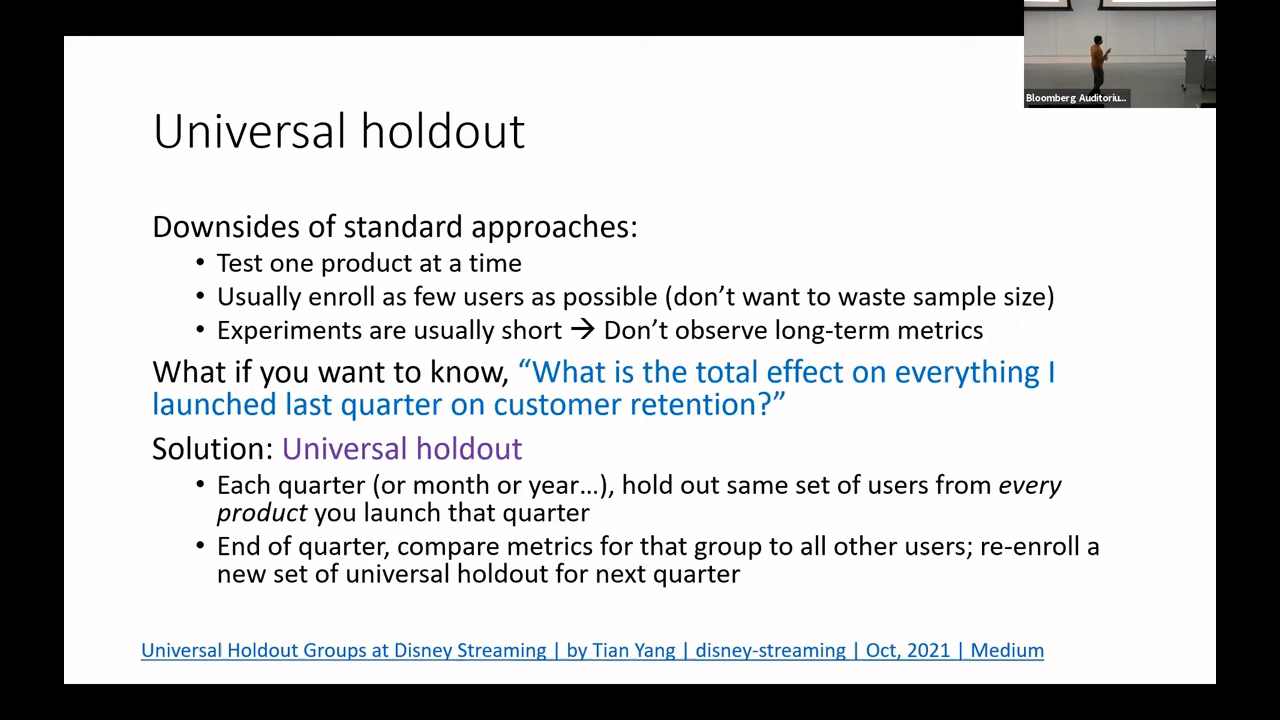 Bloomberg Auditoriu...
Universal holdout
Downsides of standard approaches:
• Test one product at a time
• Usually enroll as few users as possible (don’t want to waste sample size)
• Experiments are usually short → Don’t observe long-term metrics
What if you want to know, “What is the total effect on everything I
launched last quarter on customer retention?”
Solution: Universal holdout
• Each quarter (or month or year…), hold out same set of users from every
product you launch that quarter
• End of quarter, compare metrics for that group to all other users; re-enroll a
new set of universal holdout for next quarter
Universal Holdout Groups at Disney Streaming | by Tian Yang | disney-streaming | Oct, 2021 | Medium